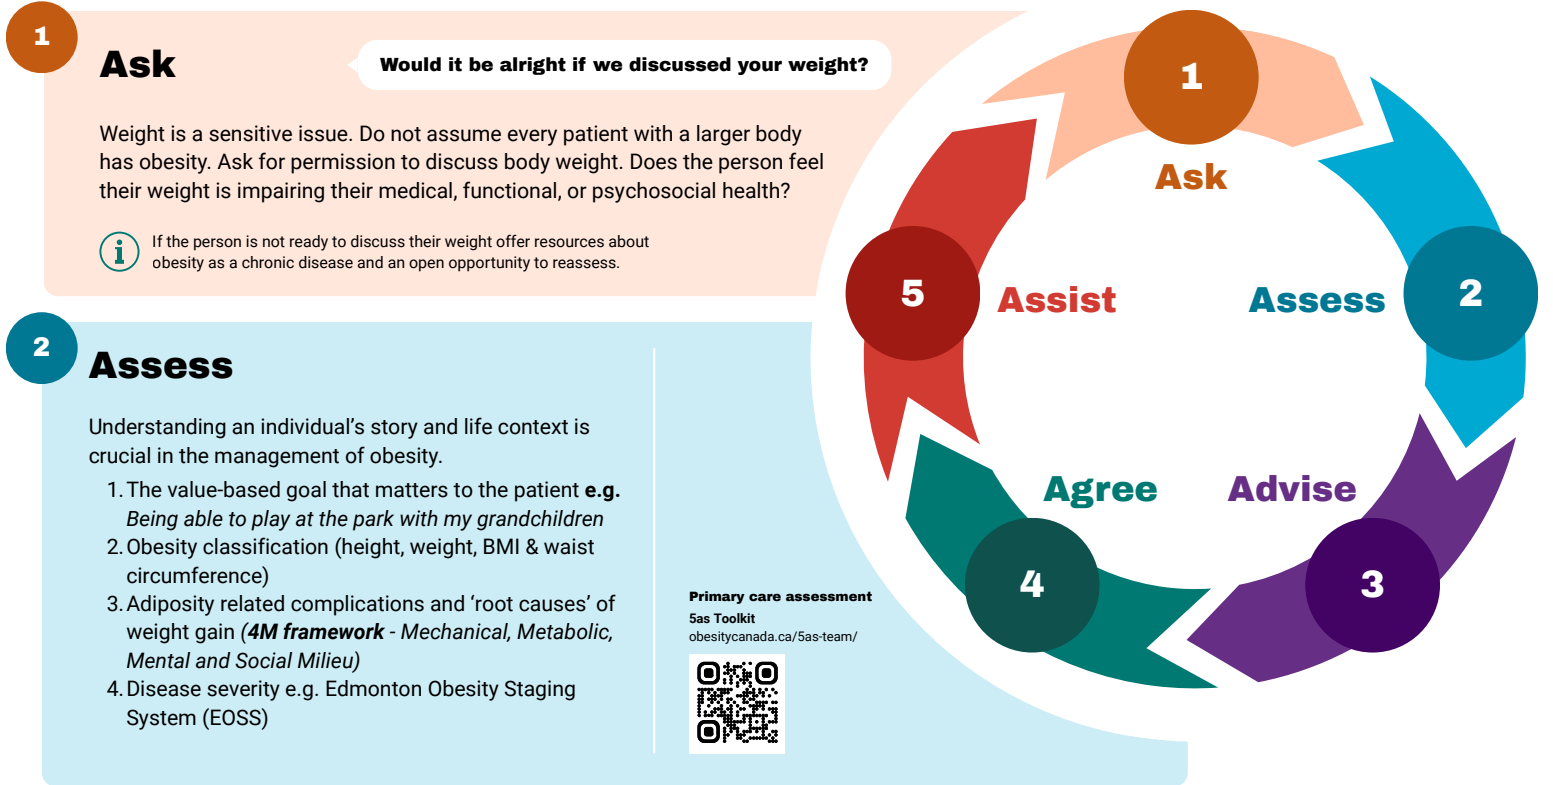 1
Ask
Would it be alright if we discussed your weight?
Weight is a sensitive issue. Do not assume every patient with a larger body
has obesity. Ask for permission to discuss body weight. Does the person feel
their weight is impairing their medical, functional, or psychosocial health?
i
If the person is not ready to discuss their weight offer resources about
obesity as a chronic disease and an open opportunity to reassess.
2
Assess
Understanding an individual’s story and life context is
crucial in the management of obesity.
1. The value-based goal that matters to the patient e.g.
Being able to play at the park with my grandchildren
2. Obesity classification (height, weight, BMI & waist
circumference)
3. Adiposity related complications and ‘root causes’ of
weight gain (4M framework - Mechanical, Metabolic,
Mental and Social Milieu)
4. Disease severity e.g. Edmonton Obesity Staging
System (EOSS)
Primary care assessment
5as Toolkit
obesitycanada.ca/5as-team/
1
Ask
2
Assess
3
Advise
4
Agree
5
Assist